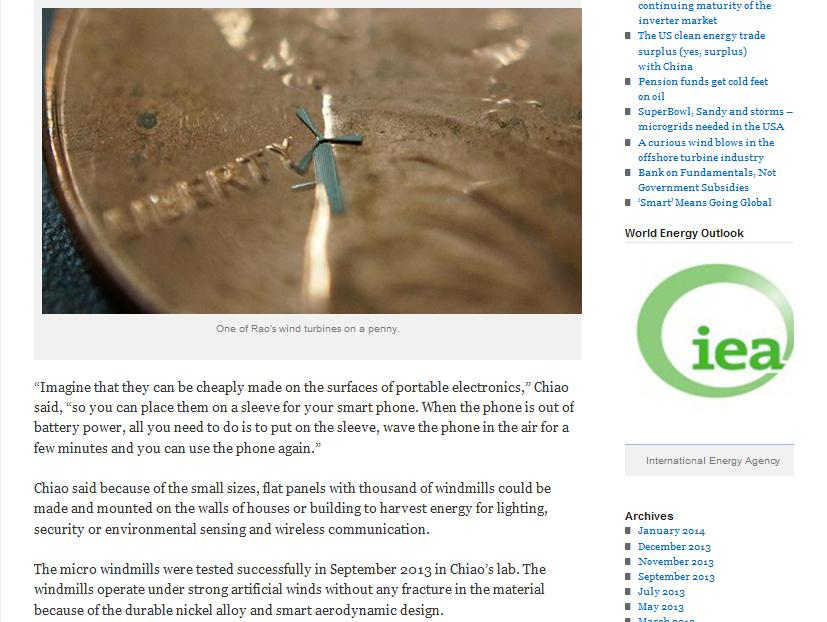 LIBERTY
One of Rao's wind turbines on a penny.
“Imagine that they can be cheaply made on the surfaces of portable electronics,” Chiao
said, “so you can place them on a sleeve for your smart phone. When the phone is out of
battery power, all you need to do is to put on the sleeve, wave the phone in the air for a
few minutes and you can use the phone again.”
Chiao said because of the small sizes, flat panels with thousand of windmills could be
made and mounted on the walls of houses or building to harvest energy for lighting,
security or environmental sensing and wireless communication.
The micro windmills were tested successfully in September 2013 in Chiao’s lab. The
windmills operate under strong artificial winds without any fracture in the material
because of the durable nickel alloy and smart aerodynamic design.
continuing maturity of the
inverter market
The US clean energy trade
surplus (yes, surplus)
with China
Pension funds get cold feet
on oil
SuperBowl, Sandy and storms –
microgrids needed in the USA
A curious wind blows in the
offshore turbine industry
Bank on Fundamentals, Not
Government Subsidies
‘Smart’ Means Going Global
World Energy Outlook
iea
International Energy Agency
Archives
January 2014
December 2013
November 2013
September 2013
July 2013
May 2013